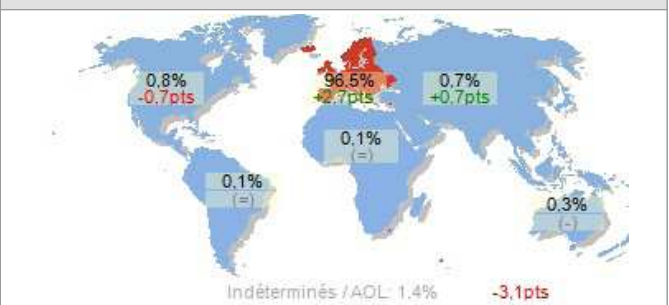 0,8%
-0,7pts
96,5%
+2,7pts
0,7%
+0,7pts
0,1%
(=)
0,1%
(=)
0,3%
(-)
Indéterminés / AOL: 1.4% -3,1pts